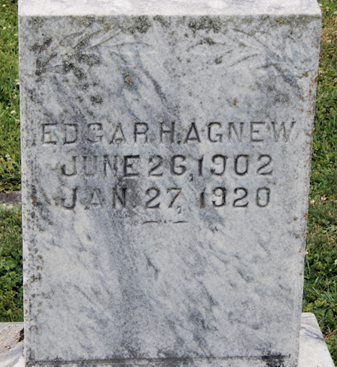 EDGAR.H.AGNEW
JUNE 26,1902
JAN. 27, 1920